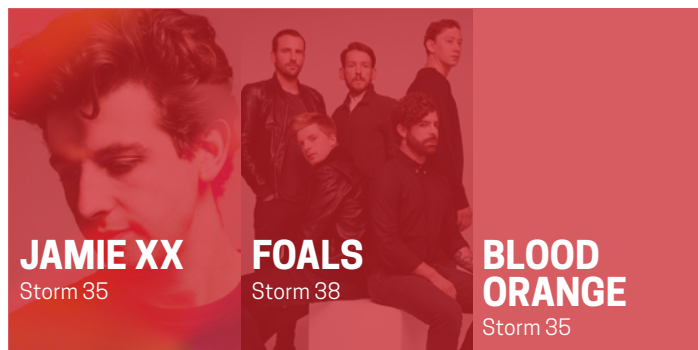 JAMIE XX
Storm 35
FOALS
Storm 38
BLOOD
ORANGE
Storm 35